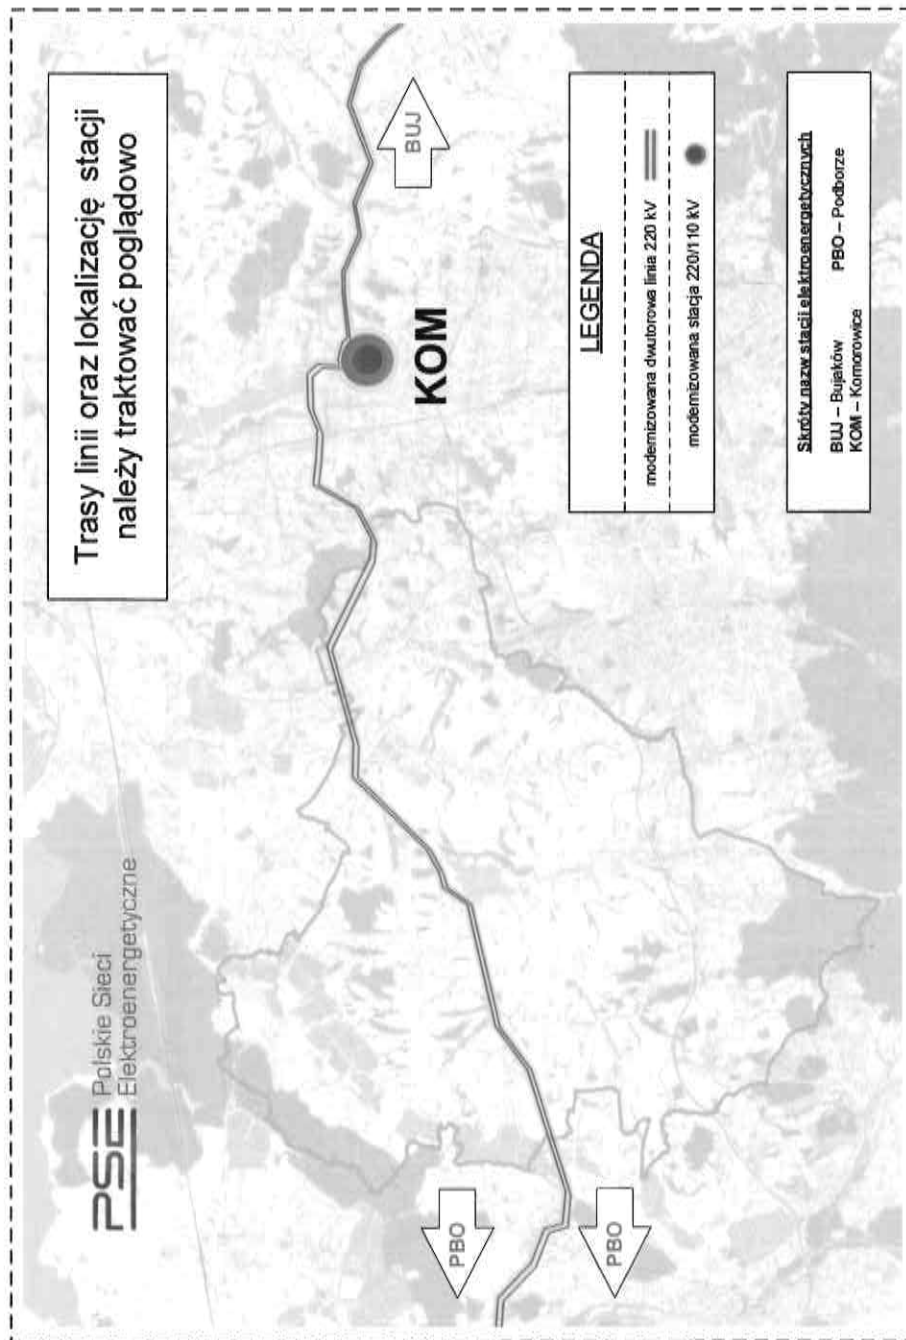 PSE
Polskie Sieci
Elektroenergetyczne
Trasy linii oraz lokalizację stacji
należy traktować poglądowo
BUJ
KOM
PBO
PBO
LEGENDA
modernizowana dwutorowa linia 220 kV
modernizowana stacja 220/110 kV
Skróty nazw stacji elektroenergetycznych
BUJ – Bujaków PBO – Podborze
KOM – Komorowice